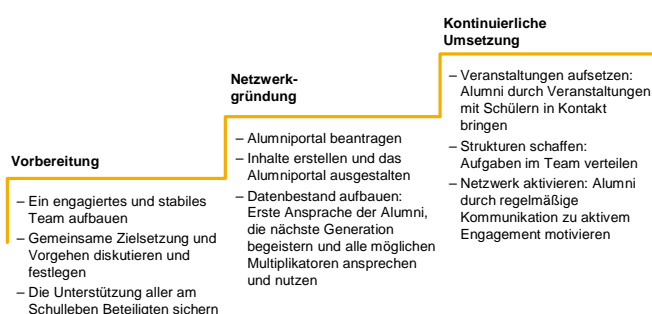 Vorbereitung
– Ein engagiertes und stabiles
Team aufbauen
– Gemeinsame Zielsetzung und
Vorgehen diskutieren und
festlegen
– Die Unterstützung aller am
Schulleben Beteiligten sichern
Netzwerk-
gründung
– Alumniportal beantragen
– Inhalte erstellen und das
Alumniportal ausgestalten
– Datenbestand aufbauen:
Erste Ansprache der Alumni,
die nächste Generation
begeistern und alle möglichen
Multiplikatoren ansprechen
und nutzen
Kontinuierliche
Umsetzung
– Veranstaltungen aufsetzen:
Alumni durch Veranstaltungen
mit Schülern in Kontakt
bringen
– Strukturen schaffen:
Aufgaben im Team verteilen
– Netzwerk aktivieren: Alumni
durch regelmäßige
Kommunikation zu aktivem
Engagement motivieren